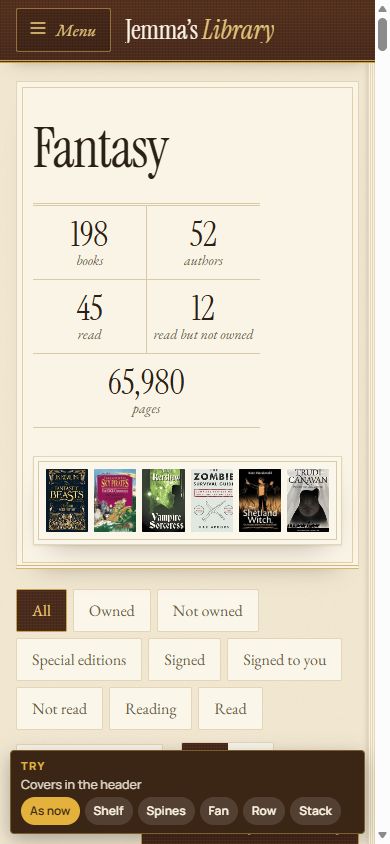 Menu
Jemma's Library
Fantasy
198
books
52
authors
45
read
12
read but not owned
65,980
pages
FANTASTIC
BEASTS
SKY PIRATES
Kershaw
Vampire
Sorceress
ZOMBIE
SURVIVAL GUIDE
Shetland
Witch
TRUDI
CANAVAN
All
Owned
Not owned
Special editions
Signed
Signed to you
Not read
Reading
Read
TRY
Covers in the header
As now
Shelf
Spines
Fan
Row
Stack